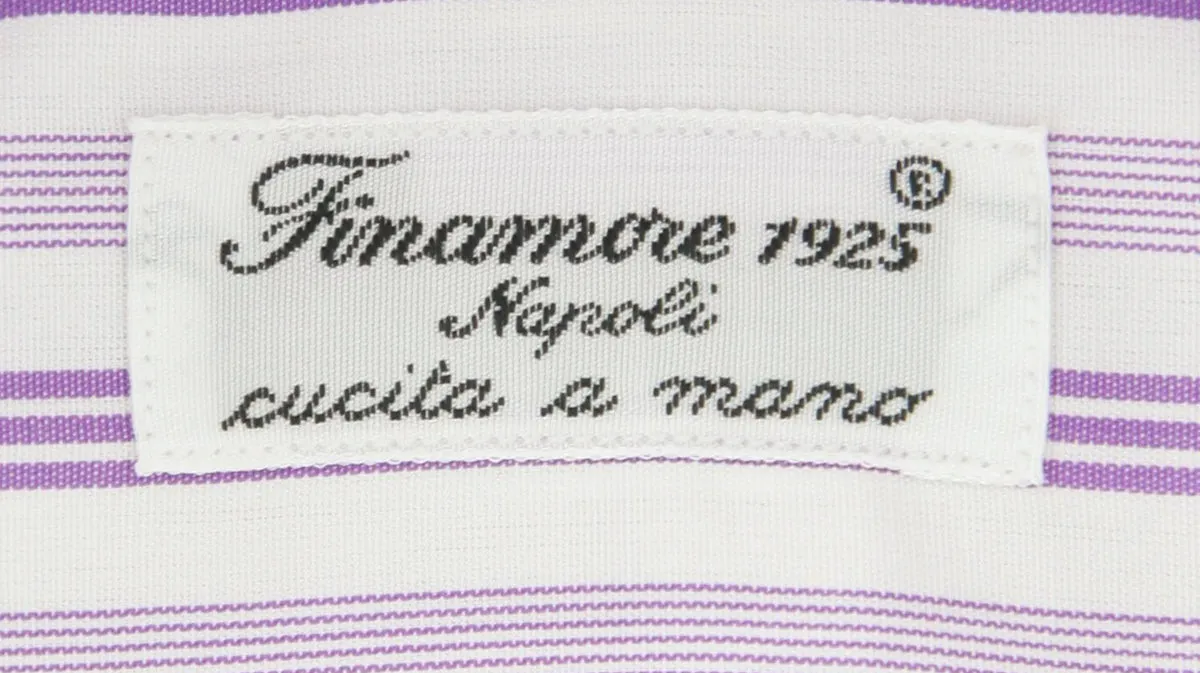 Finamore 1925®
Napoli
cucita a mano